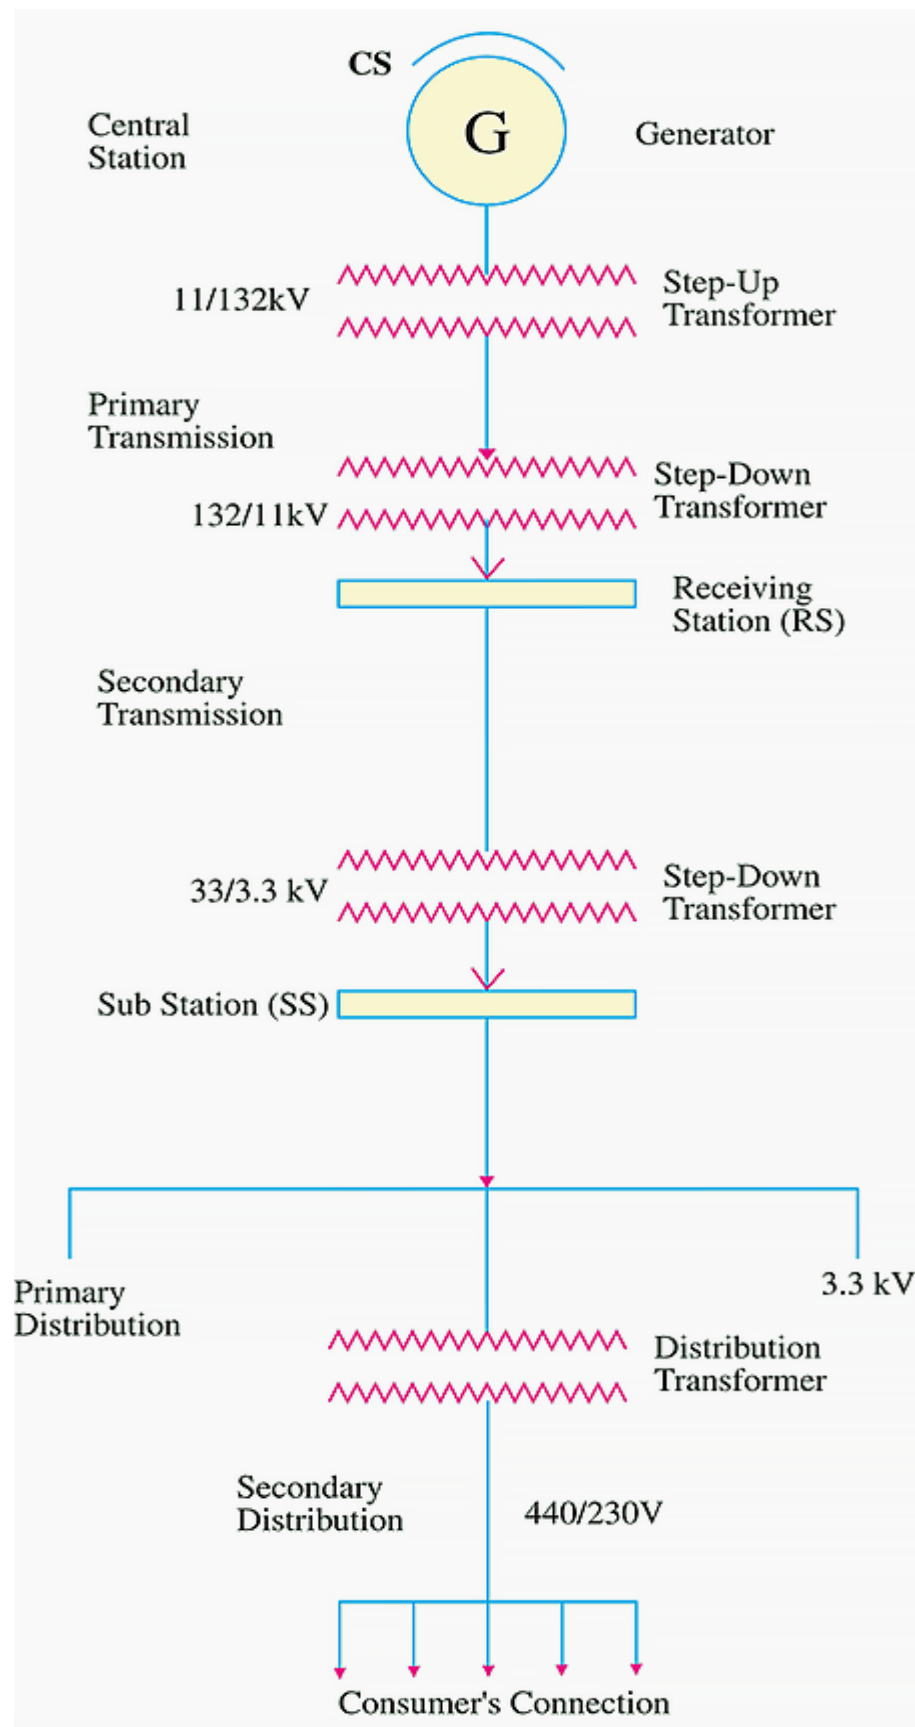 CS
G
Central
Station
Generator
11/132kV
Step-Up
Transformer
Primary
Transmission
Step-Down
Transformer
132/11kV
Receiving
Station (RS)
Secondary
Transmission
33/3.3 kV
Step-Down
Transformer
Sub Station (SS)
Primary
Distribution
3.3 kV
Distribution
Transformer
Secondary
Distribution
440/230V
Consumer's Connection